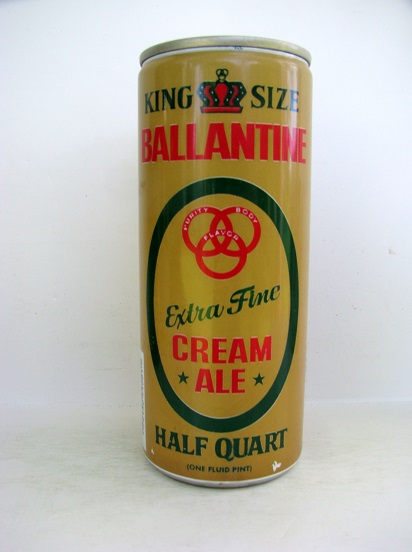 KING SIZE
BALLANTINE
PURITY BODY
FLAVOR
Extra Fine
CREAM
★ ALE ★
HALF QUART
(ONE FLUID PINT)